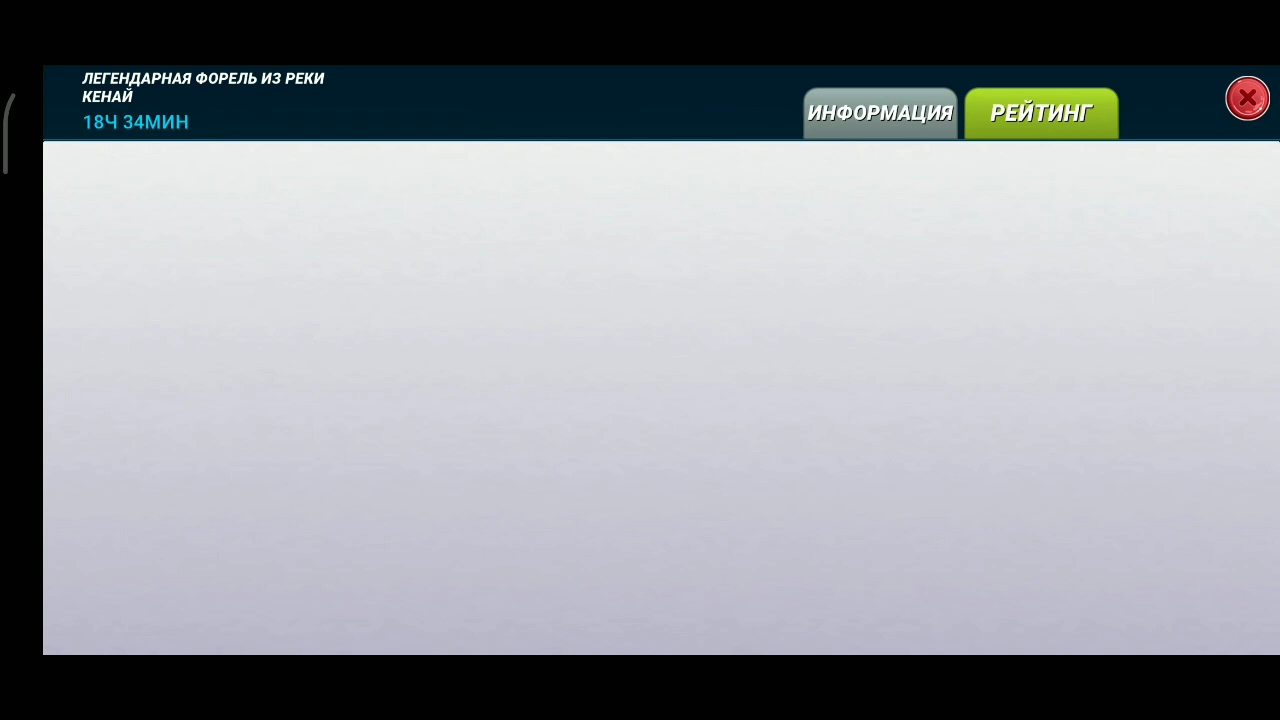 ЛЕГЕНДАРНАЯ ФОРЕЛЬ ИЗ РЕКИ
КЕНАЙ
18Ч 34МИН
ИНФОРМАЦИЯ
РЕЙТИНГ